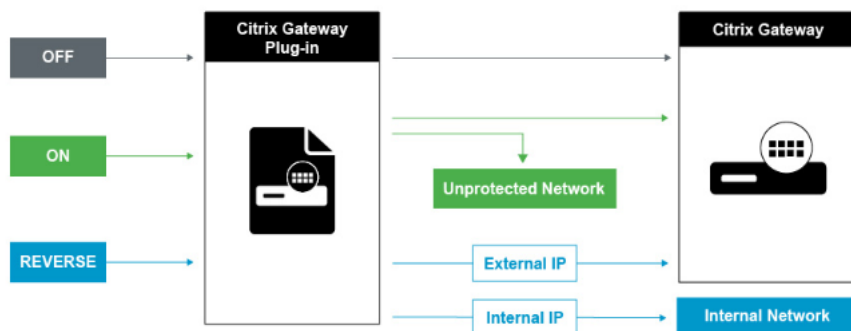 Citrix Gateway
Plug-in
Citrix Gateway
OFF
ON
Unprotected Network
REVERSE
External IP
Internal IP
Internal Network